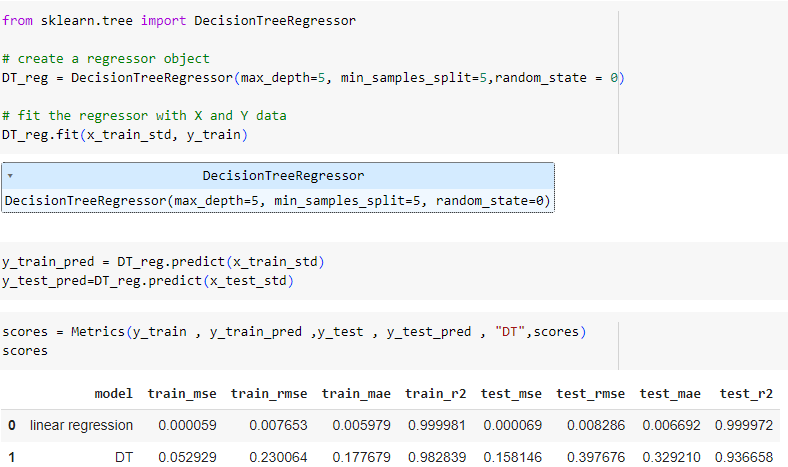 from sklearn.tree import DecisionTreeRegressor
# create a regressor object
DT_reg = DecisionTreeRegressor(max_depth=5, min_samples_split=5,random_state = 0)
# fit the regressor with X and Y data
DT_reg.fit(x_train_std, y_train)
DecisionTreeRegressor
DecisionTreeRegressor(max_depth=5, min_samples_split=5, random_state=0)
y_train_pred = DT_reg.predict(x_train_std)
y_test_pred=DT_reg.predict(x_test_std)
scores = Metrics(y_train , y_train_pred ,y_test , y_test_pred , "DT",scores)
scores
model train_mse train_rmse train_mae train_r2 test_mse test_rmse test_mae test_r2
0 linear regression 0.000059 0.007653 0.005979 0.999981 0.000069 0.008286 0.006692 0.999972
1 DT 0.052929 0.230064 0.177679 0.982839 0.158146 0.397676 0.329210 0.936658